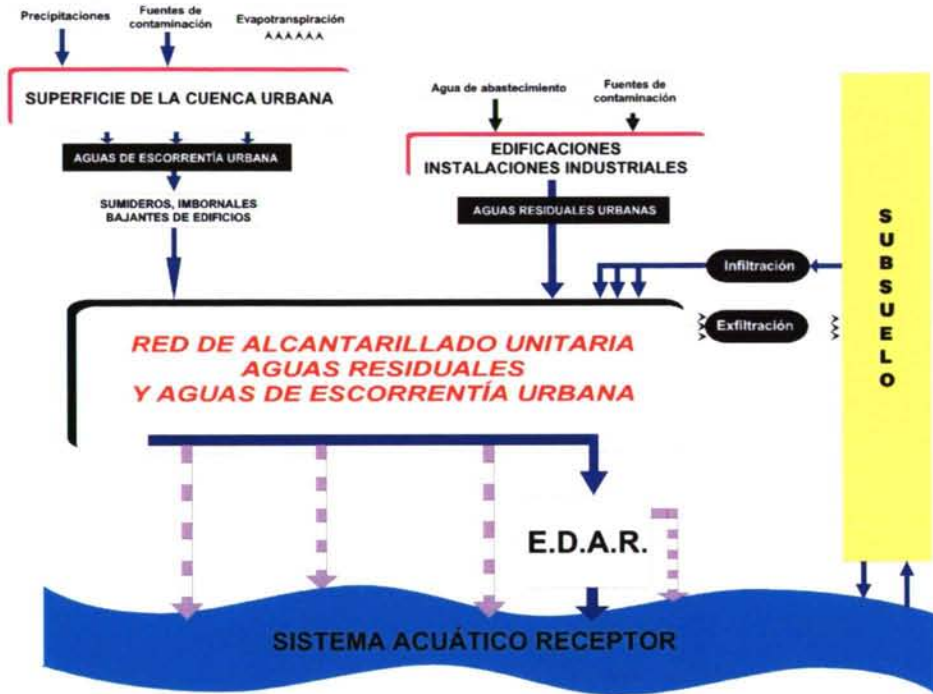 Precipitaciones
Fuentes de
contaminación
Evapotranspiración
SUPERFICIE DE LA CUENCA URBANA
AGUAS DE ESCORRENTÍA URBANA
SUMIDEROS, IMBORNALES
BAJANTES DE EDIFICIOS
Agua de abastecimiento
Fuentes de
contaminación
EDIFICACIONES
INSTALACIONES INDUSTRIALES
AGUAS RESIDUALES URBANAS
Infiltración
Exfiltración
SUBSUELO
RED DE ALCANTARILLADO UNITARIA
AGUAS RESIDUALES
Y AGUAS DE ESCORRENTÍA URBANA
E.D.A.R.
SISTEMA ACUÁTICO RECEPTOR